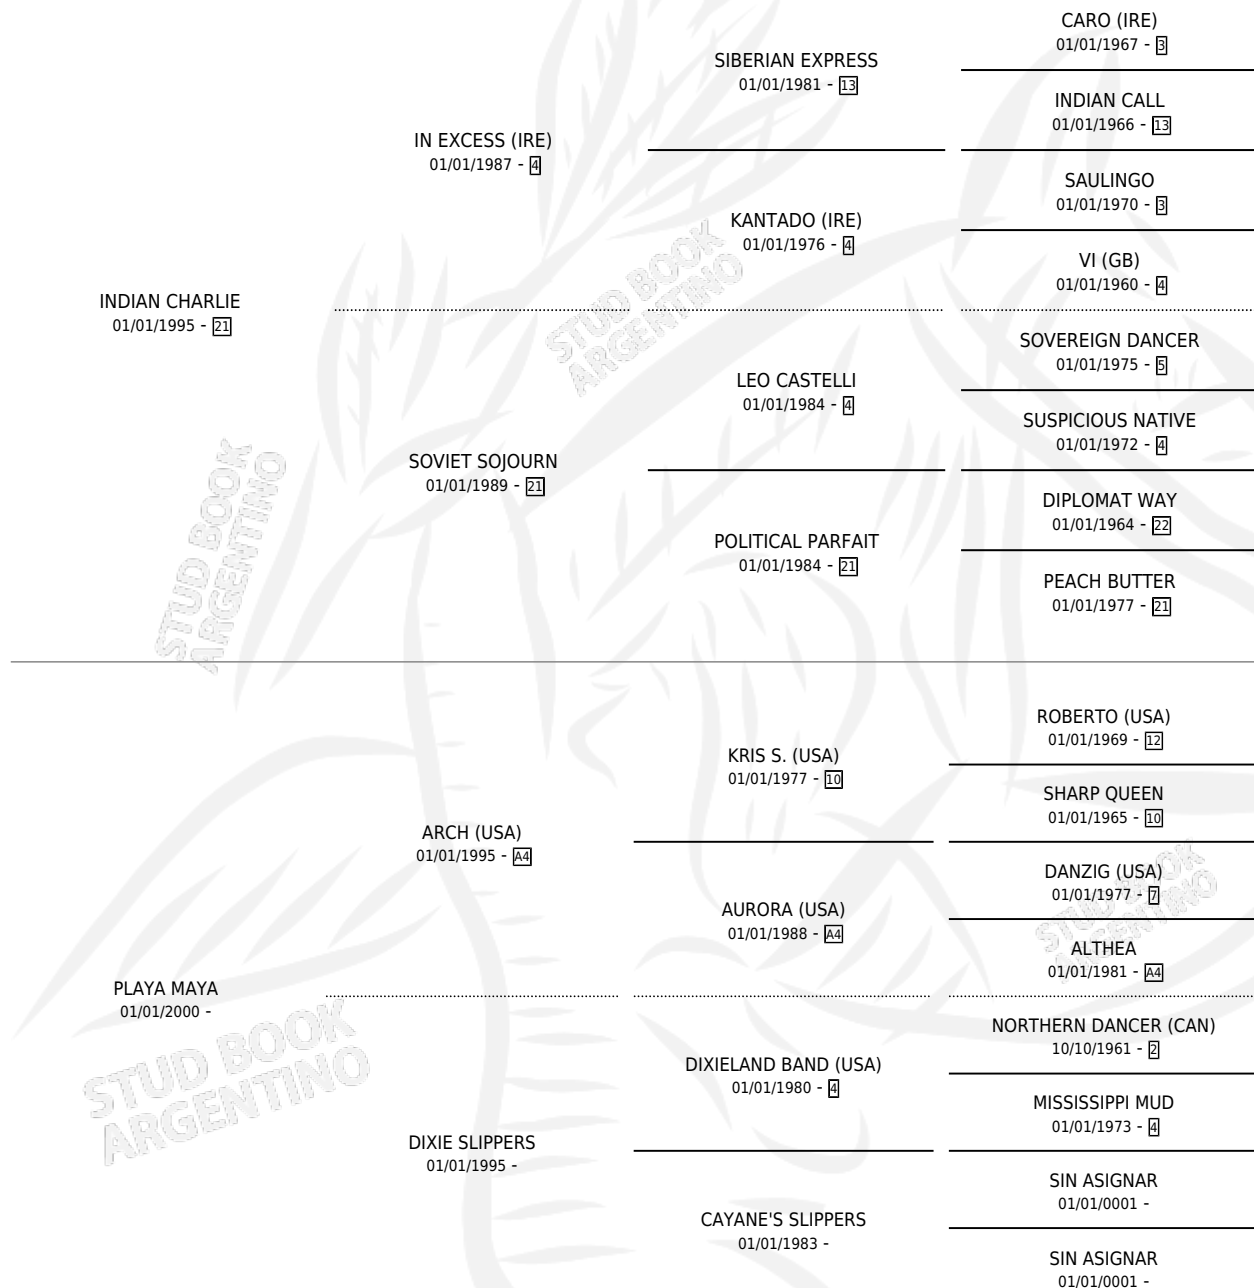 CARO (IRE)
01/01/1967 - 3
SIBERIAN EXPRESS
01/01/1981 - 13
INDIAN CALL
01/01/1966 - 13
IN EXCESS (IRE)
01/01/1987 - 4
SAULINGO
01/01/1970 - 3
KANTADO (IRE)
01/01/1976 - 4
VI (GB)
01/01/1960 - 4
INDIAN CHARLIE
01/01/1995 - 21
SOVEREIGN DANCER
01/01/1975 - 5
LEO CASTELLI
01/01/1984 - 4
SUSPICIOUS NATIVE
01/01/1972 - 4
SOVIET SOJOURN
01/01/1989 - 21
DIPLOMAT WAY
01/01/1964 - 22
POLITICAL PARFAIT
01/01/1984 - 21
PEACH BUTTER
01/01/1977 - 21
ROBERTO (USA)
01/01/1969 - 12
KRIS S. (USA)
01/01/1977 - 10
SHARP QUEEN
01/01/1965 - 10
ARCH (USA)
01/01/1995 - A4
DANZIG (USA)
01/01/1977 - 7
AURORA (USA)
01/01/1988 - A4
ALTHEA
01/01/1981 - A4
PLAYA MAYA
01/01/2000 -
NORTHERN DANCER (CAN)
10/10/1961 - 2
DIXIELAND BAND (USA)
01/01/1980 - 4
MISSISSIPPI MUD
01/01/1973 - 4
DIXIE SLIPPERS
01/01/1995 -
SIN ASIGNAR
01/01/0001 -
CAYANE'S SLIPPERS
01/01/1983 -
SIN ASIGNAR
01/01/0001 -
STUD BOOK
ARGENTINO
STUD BOOK
ARGENTINO
STUD BOOK
ARGENTINO
STUD BOOK
ARGENTINO